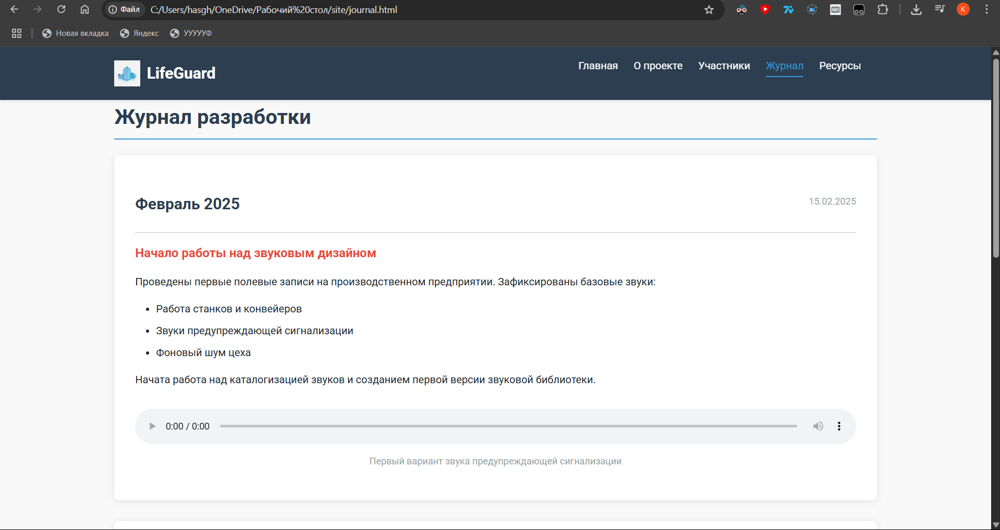 Файл
C:/Users/hasgh/OneDrive/Рабочий%20стол/site/journal.html
NEO
K
Новая вкладка
Яндекс
УУУУУФ
LifeGuard
Главная
О проекте
Участники
Журнал
Ресурсы
Журнал разработки
Февраль 2025
15.02.2025
Начало работы над звуковым дизайном
Проведены первые полевые записи на производственном предприятии. Зафиксированы базовые звуки:
• Работа станков и конвейеров
• Звуки предупреждающей сигнализации
• Фоновый шум цеха
Начата работа над каталогизацией звуков и созданием первой версии звуковой библиотеки.
0:00 / 0:00
Первый вариант звука предупреждающей сигнализации